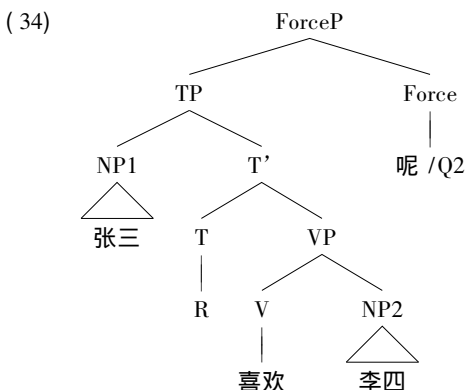 (34)
ForceP
TP Force
NP1 T’ 呢 /Q2
张三 T VP
R V NP2
喜欢 李四